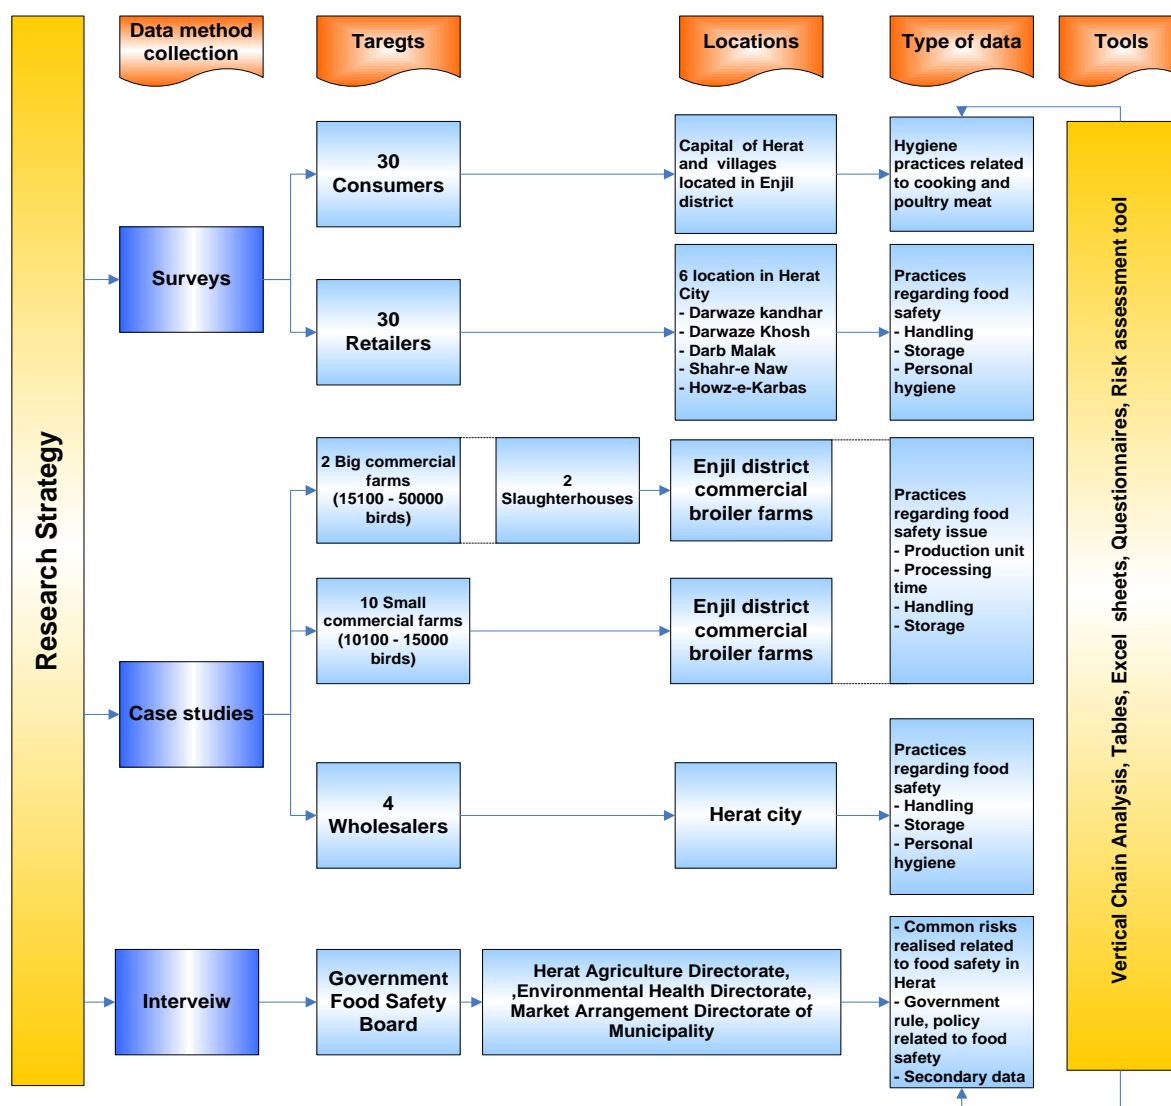 Data method
collection
Taregts
Locations
Type of data
Tools
Research Strategy
Surveys
30
Consumers
Capital  of Herat
and  villages
located in Enjil
district
Hygiene
practices related
to cooking and
poultry meat
30
Retailers
6 location in Herat
City
- Darwaze kandhar
- Darwaze Khosh
- Darb Malak
- Shahr-e Naw
- Howz-e-Karbas
Practices
regarding food
safety
- Handling
- Storage
- Personal
hygiene
Case studies
2 Big commercial
farms
(15100 - 50000
birds)
2
Slaughterhouses
Enjil district
commercial
broiler farms
Practices
regarding food
safety issue
- Production unit
- Processing
time
- Handling
- Storage
10 Small
commercial farms
(10100 - 15000
birds)
Enjil district
commercial
broiler farms
4
Wholesalers
Herat city
Practices
regarding food
safety
- Handling
- Storage
- Personal
hygiene
Interveiw
Government
Food Safety
Board
Herat Agriculture Directorate,
,Environmental Health Directorate,
Market Arrangement Directorate of
Municipality
- Common risks
realised related
to food safety in
Herat
- Government
rule, policy
related to food
safety
- Secondary data
Vertical Chain Analysis, Tables, Excel  sheets, Questionnaires, Risk assessment tool